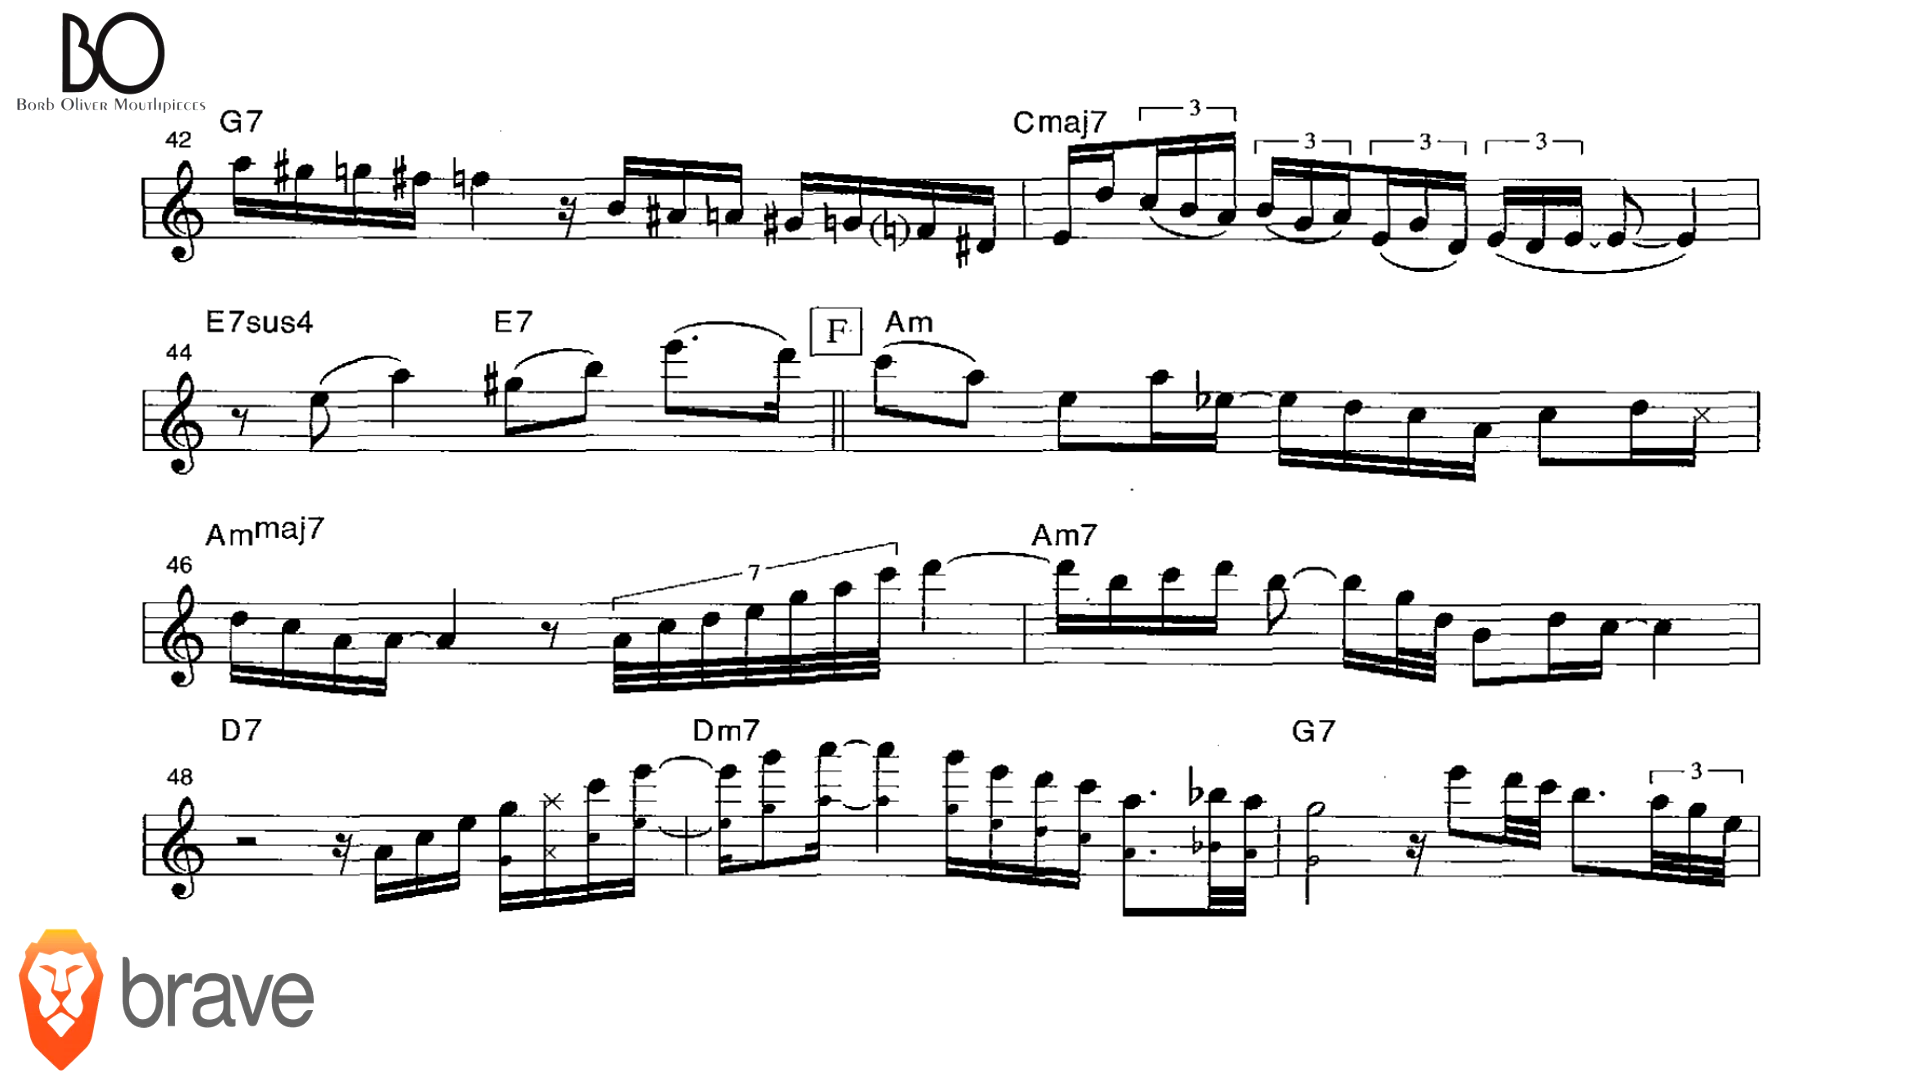 BO
Borb Oliver Mouthpieces
G7 Cmaj7 3
42 3 3 3
E7sus4 E7 F Am
44
Ammaj7 Am7
46 7
D7 Dm7 G7
48 3
brave